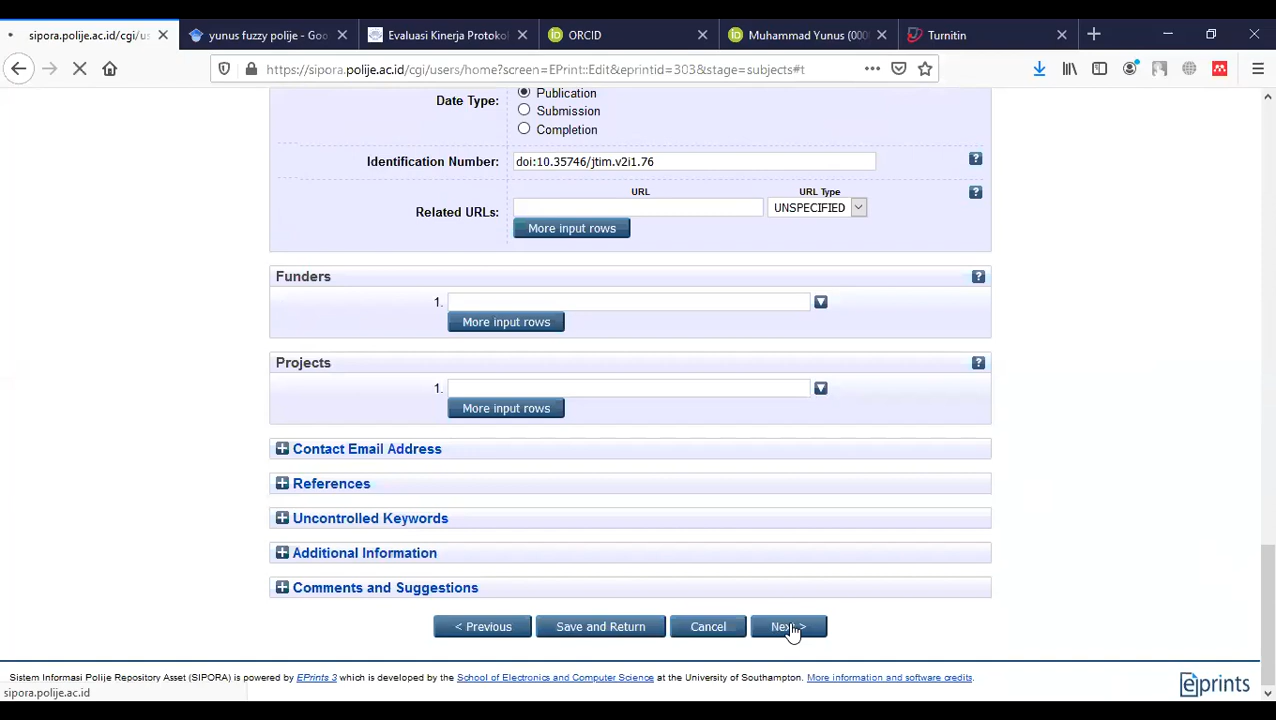 sipora.polije.ac.id/cgi/us
yunus fuzzy polije - Goo
Evaluasi Kinerja Protokol
ORCID
Muhammad Yunus (000
Turnitin
https://sipora.polije.ac.id/cgi/users/home?screen=EPrint::Edit&eprintid=303&stage=subjects#t
Publication
Date Type:
Submission
Completion
Identification Number:
doi:10.35746/jtim.v2i1.76
URL
URL Type
Related URLs:
UNSPECIFIED
More input rows
Funders
1.
More input rows
Projects
1.
More input rows
Contact Email Address
References
Uncontrolled Keywords
Additional Information
Comments and Suggestions
< Previous
Save and Return
Cancel
Next >
Sistem Informasi Polije Repository Asset (SIPORA) is powered by EPrints 3 which is developed by the School of Electronics and Computer Science at the University of Southampton. More information and software credits.
eprints
sipora.polije.ac.id